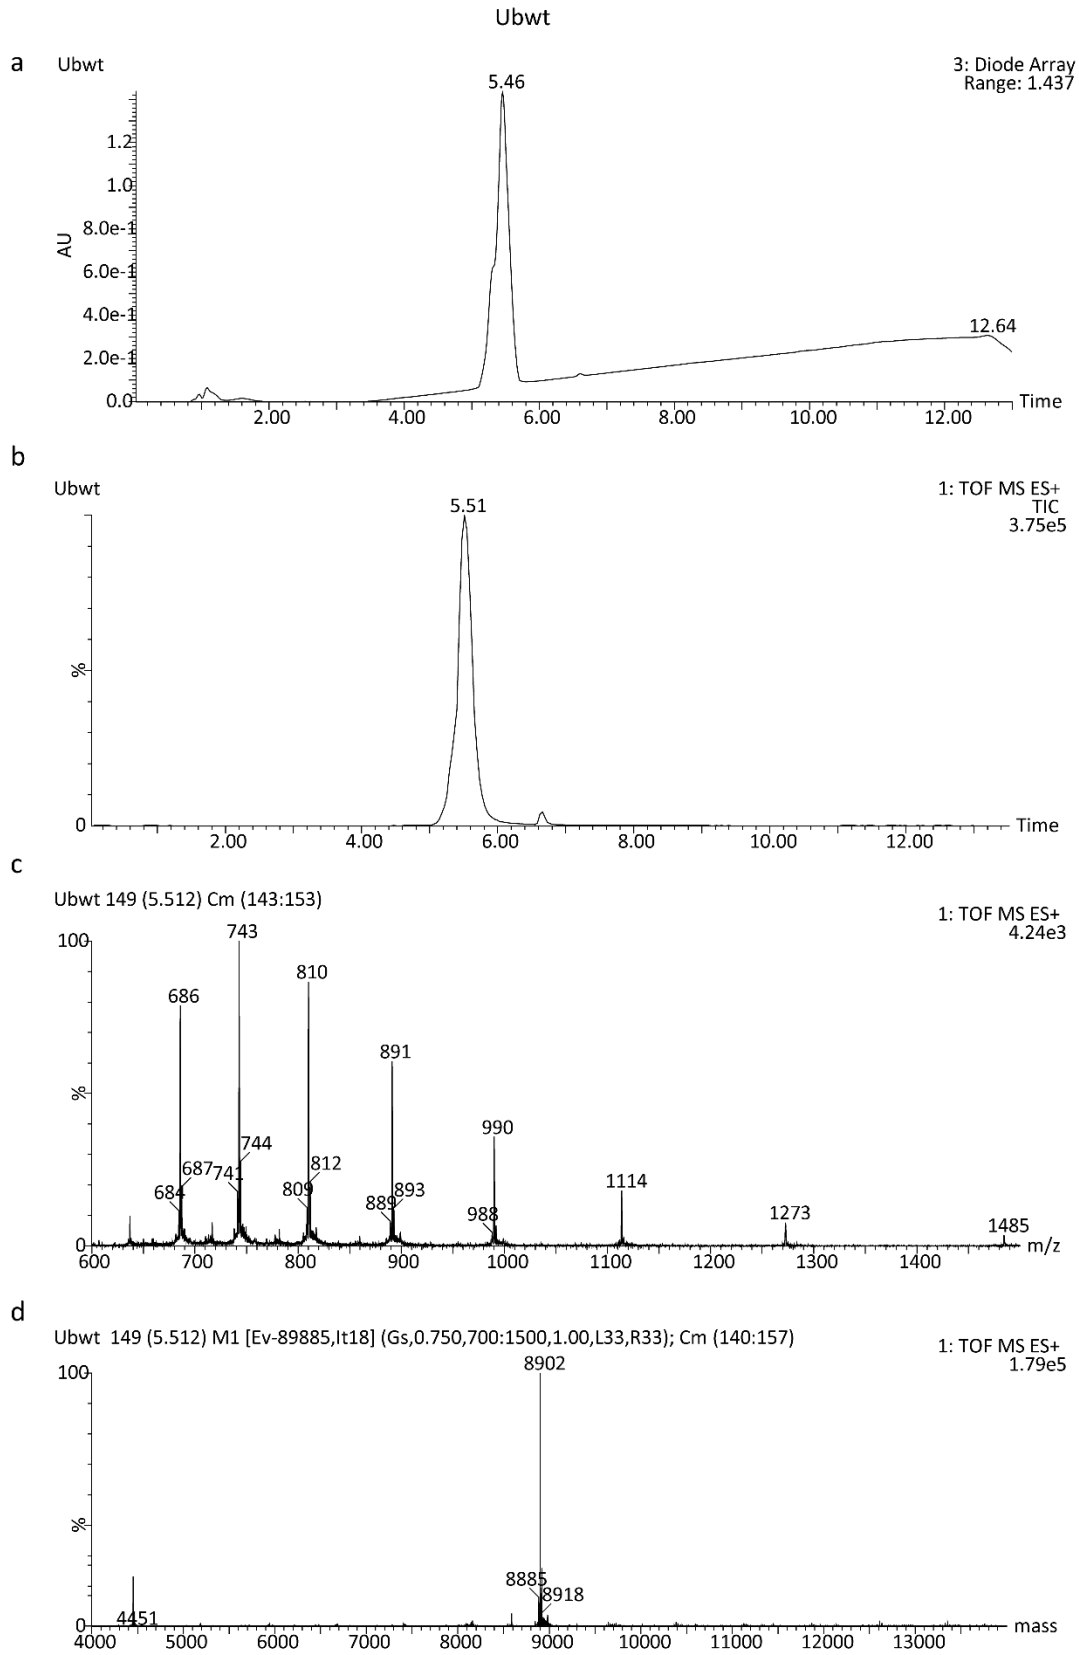 Ubwt
a
Ubwt
3: Diode Array
Range: 1.437
5.46
1.2
1.0
8.0e-1
6.0e-1
4.0e-1
2.0e-1
0.0
AU
12.64
2.00 4.00 6.00 8.00 10.00 12.00 Time
b
Ubwt
1: TOF MS ES+
TIC
3.75e5
5.51
%
0
2.00 4.00 6.00 8.00 10.00 12.00 Time
c
Ubwt 149 (5.512) Cm (143:153)
1: TOF MS ES+
4.24e3
100
%
0
743
810
686
891
990
744
812
687
741
684
809
893
889
988
1114
1273
1485
600 700 800 900 1000 1100 1200 1300 1400 m/z
d
Ubwt 149 (5.512) M1 [Ev-89885,It18] (Gs,0.750,700:1500,1.00,L33,R33); Cm (140:157)
1: TOF MS ES+
1.79e5
8902
100
%
0
8885
8918
4451
4000 5000 6000 7000 8000 9000 10000 11000 12000 13000 mass